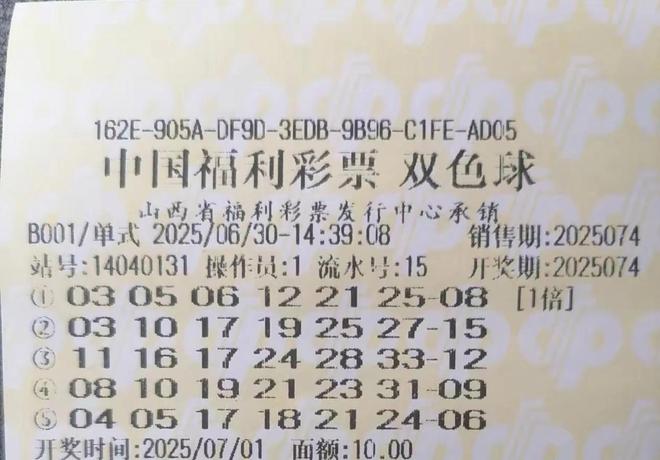 162E-905A-DF9D-3EDB-9B96-C1FE-AD05
中国福利彩票 双色球
山西省福利彩票发行中心承销
B001/单式 2025/06/30-14:39:08 销售期:2025074
站号:14040131 操作员:1 流水号:15 开奖期:2025074
① 03 05 06 12 21 25-08 [1倍]
② 03 10 17 19 25 27-15
③ 11 16 17 24 28 33-12
④ 08 10 19 21 23 31-09
⑤ 04 05 17 18 21 24-06
开奖时间:2025/07/01 面额:10.00